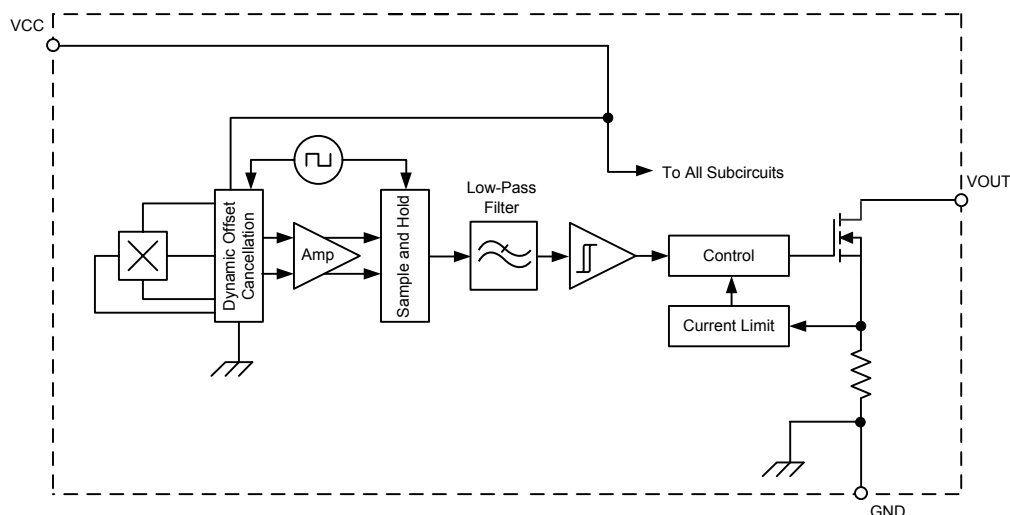 VCC
To All Subcircuits
VOUT
Low-Pass
Filter
Dynamic Offset
Cancellation
Amp
Sample and Hold
Control
Current Limit
GND